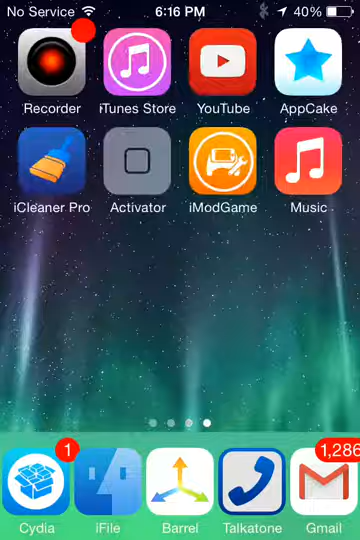 No Service 6:16 PM 40%
Recorder iTunes Store YouTube AppCake
iCleaner Pro Activator iModGame Music
1 1,286
Cydia iFile Barrel Talkatone Gmail